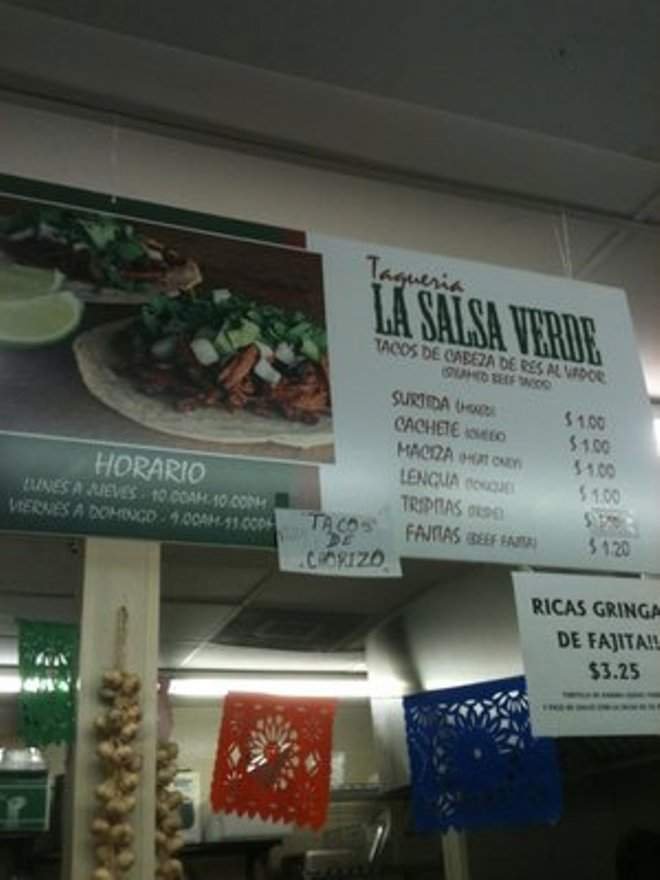 Taqueria
LA SALSA VERDE
TACOS DE CABEZA DE RES AL VAPOR
(STEAMED BEEF TACOS)
SURTIDA (MIXED) $1.00
CACHETE (CHEEK) $1.00
MACIZA (MEAT ONLY) $1.00
LENGUA (TONGUE) $1.00
TRIPITAS (TRIPE) $
FAJITAS (BEEF FAJITA) $1.20
HORARIO
LUNES A JUEVES - 10:00AM-10:00PM
VIERNES A DOMINGO - 9:00AM-11:00PM
TACOS
DE
CHORIZO
RICAS GRINGA
DE FAJITA!!
$3.25